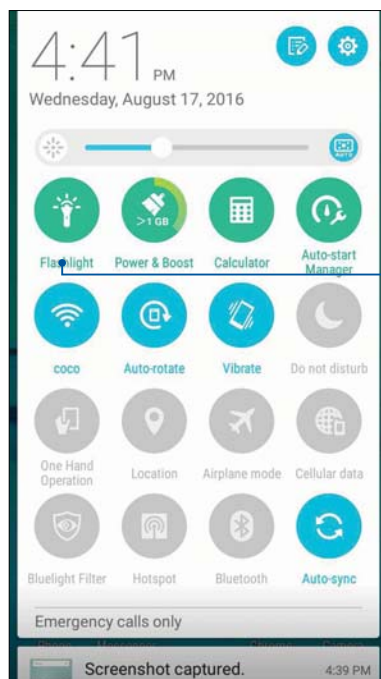 4:41 PM
Wednesday, August 17, 2016
AUTO
>1 GB
Flashlight Power & Boost Calculator Auto-start
Manager
coco Auto-rotate Vibrate Do not disturb
One Hand
Operation Location Airplane mode Cellular data
Bluelight Filter Hotspot Bluetooth Auto-sync
Emergency calls only
Screenshot captured. 4:39 PM